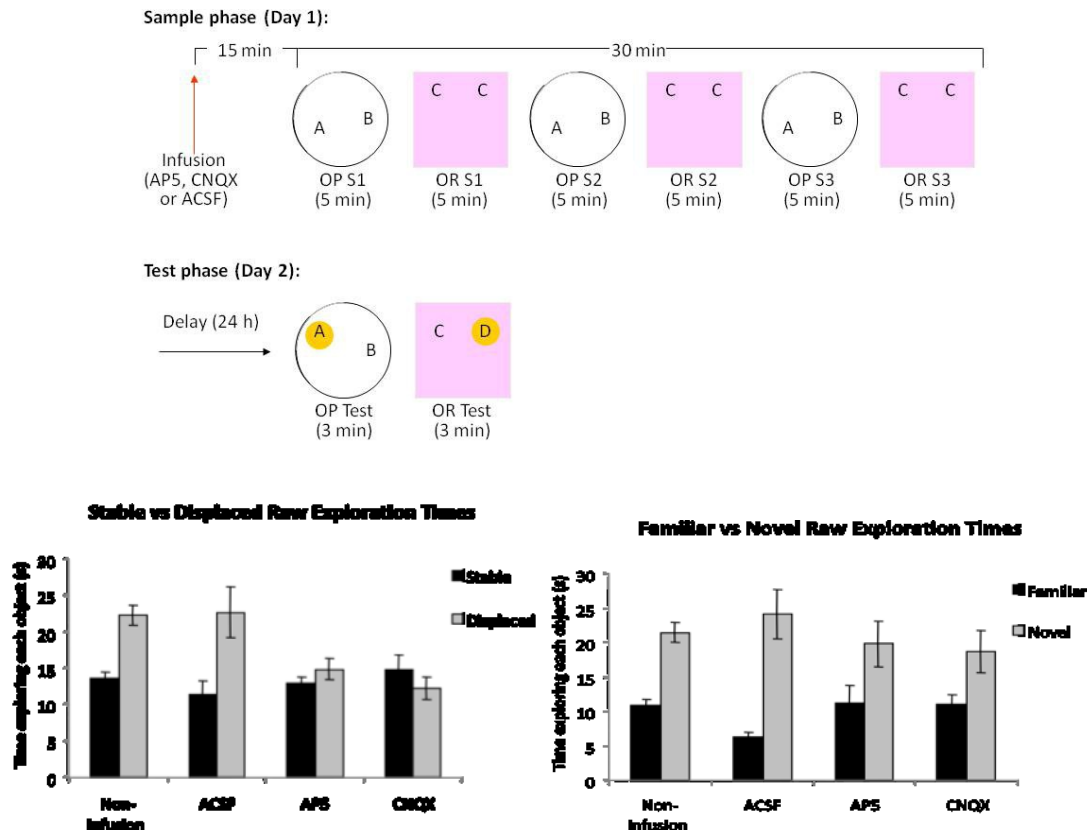 Sample phase (Day 1):
15 min
30 min
A B
C C
A B
C C
A B
C C
Infusion
(AP5, CNQX
or ACSF)
OP S1
(5 min)
OR S1
(5 min)
OP S2
(5 min)
OR S2
(5 min)
OP S3
(5 min)
OR S3
(5 min)
Test phase (Day 2):
Delay (24 h)
A
B
C D
OP Test
(3 min)
OR Test
(3 min)
Stable vs Displaced Raw Exploration Times
Time exploring each object (s)
30
25
20
15
10
5
0
Stable
Displaced
Non-
Infusion
ACSF
AP5
CNQX
Familiar vs Novel Raw Exploration Times
Time exploring each object (s)
30
25
20
15
10
5
0
Familiar
Novel
Non-
Infusion
ACSF
AP5
CNQX